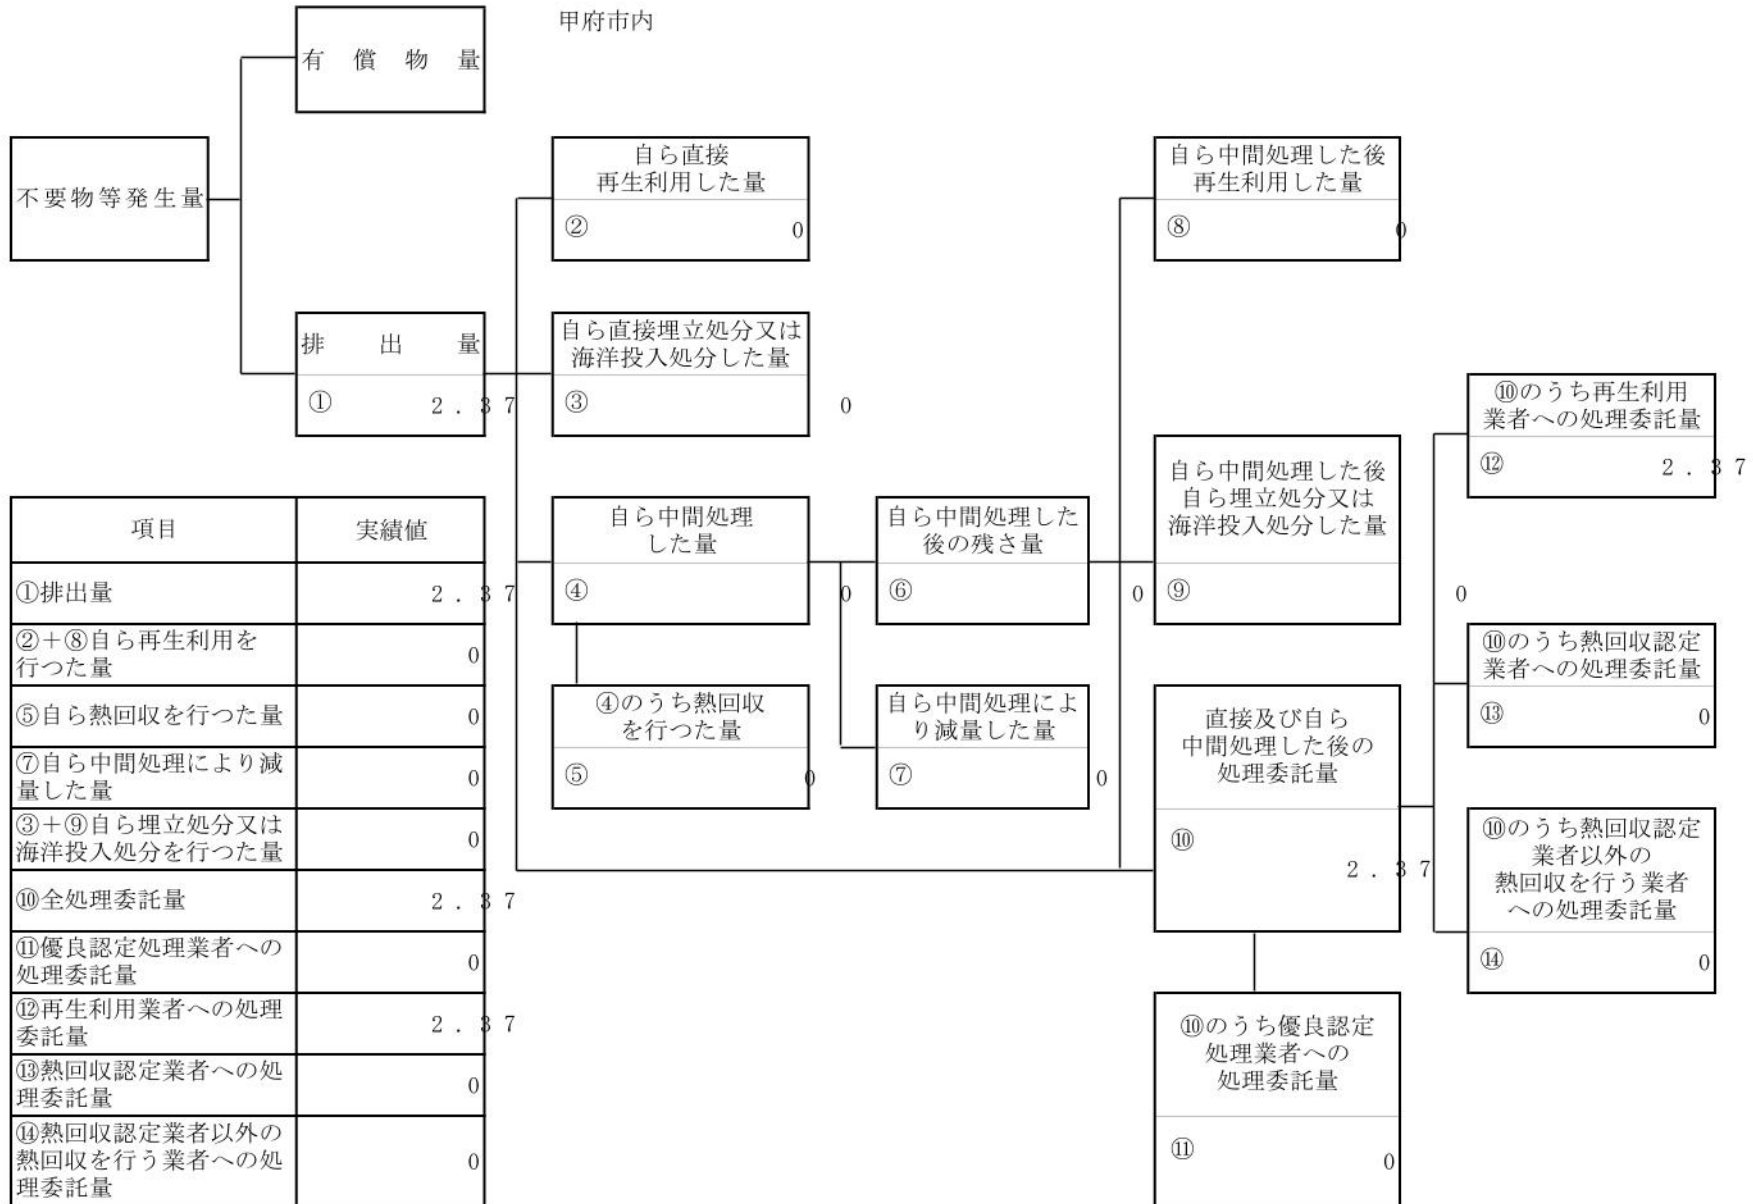 甲府市内
有償物量
不要物等発生量
排出量
① 2.37
自ら直接
再生利用した量
② 0
自ら直接埋立処分又は
海洋投入処分した量
③ 0
自ら中間処理
した量
④ 0
④のうち熱回収
を行つた量
⑤ 0
自ら中間処理した
後の残さ量
⑥ 0
自ら中間処理によ
り減量した量
⑦ 0
自ら中間処理した後
再生利用した量
⑧ 0
自ら中間処理した後
自ら埋立処分又は
海洋投入処分した量
⑨ 0
直接及び自ら
中間処理した後の
処理委託量
⑩ 2.37
⑩のうち優良認定
処理業者への
処理委託量
⑪ 0
⑩のうち再生利用
業者への処理委託量
⑫ 2.37
⑩のうち熱回収認定
業者への処理委託量
⑬ 0
⑩のうち熱回収認定
業者以外の
熱回収を行う業者
への処理委託量
⑭ 0
項目 実績値
①排出量 2.37
②+⑧自ら再生利用を
行つた量 0
⑤自ら熱回収を行つた量 0
⑦自ら中間処理により減
量した量 0
③+⑨自ら埋立処分又は
海洋投入処分を行つた量 0
⑩全処理委託量 2.37
⑪優良認定処理業者への
処理委託量 0
⑫再生利用業者への処理
委託量 2.37
⑬熱回収認定業者への処
理委託量 0
⑭熱回収認定業者以外の
熱回収を行う業者への処
理委託量 0